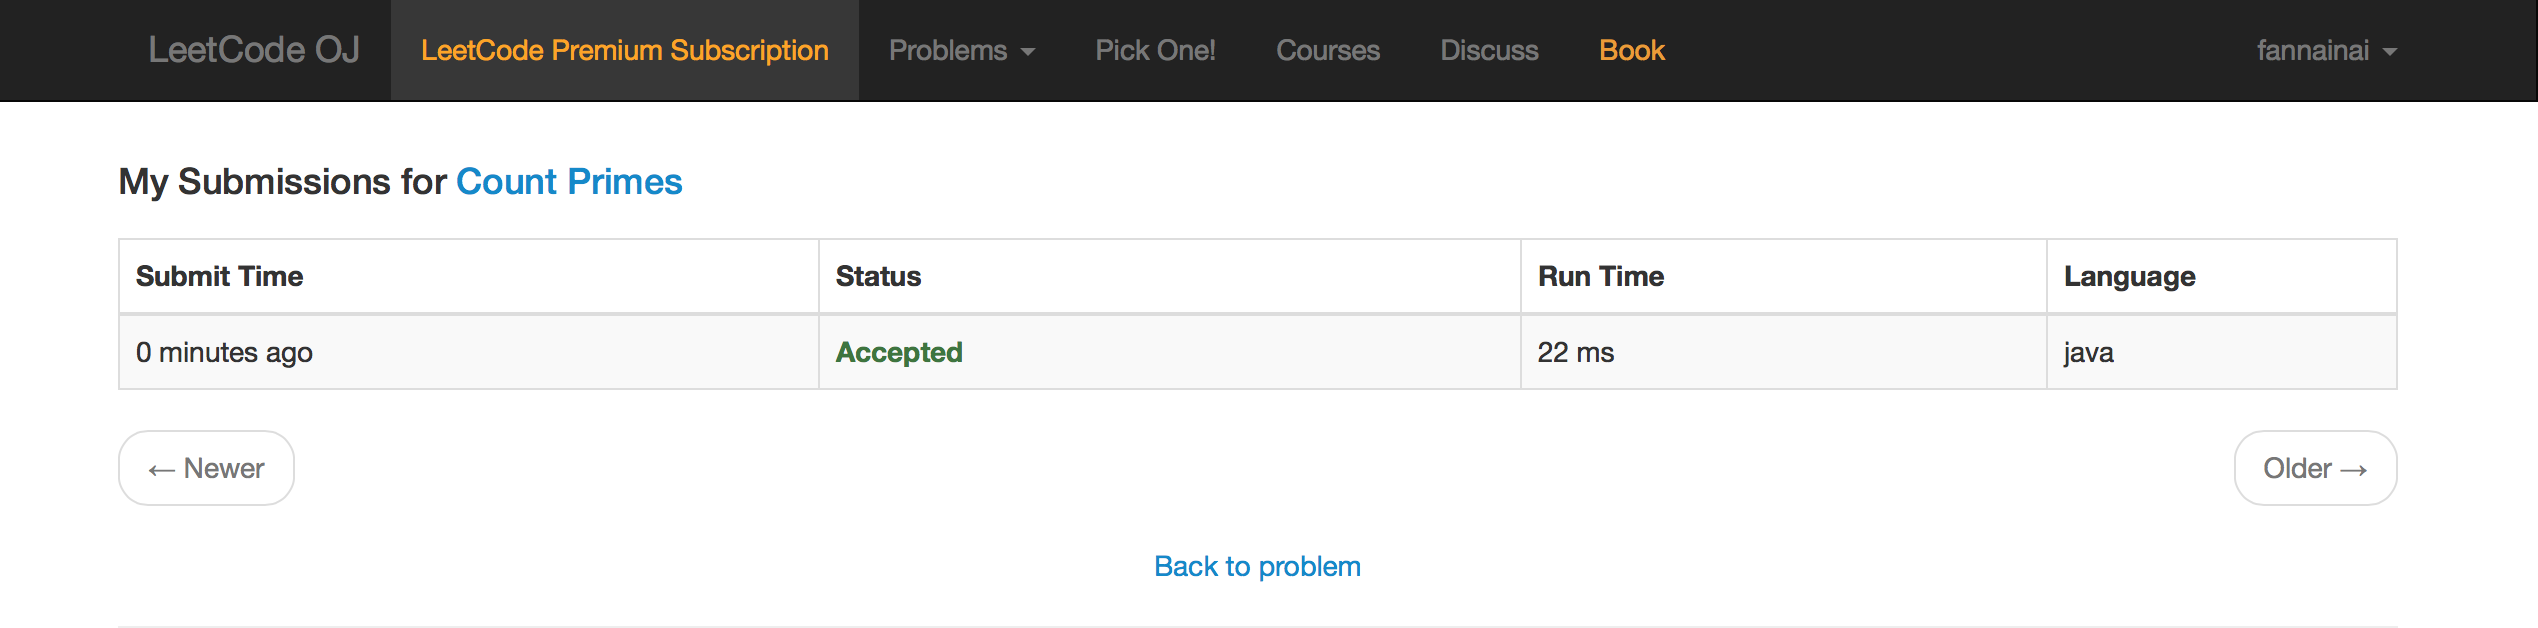 LeetCode OJ LeetCode Premium Subscription Problems Pick One! Courses Discuss Book fannainai
My Submissions for Count Primes
Submit Time Status Run Time Language
0 minutes ago Accepted 22 ms java
← Newer Older →
Back to problem